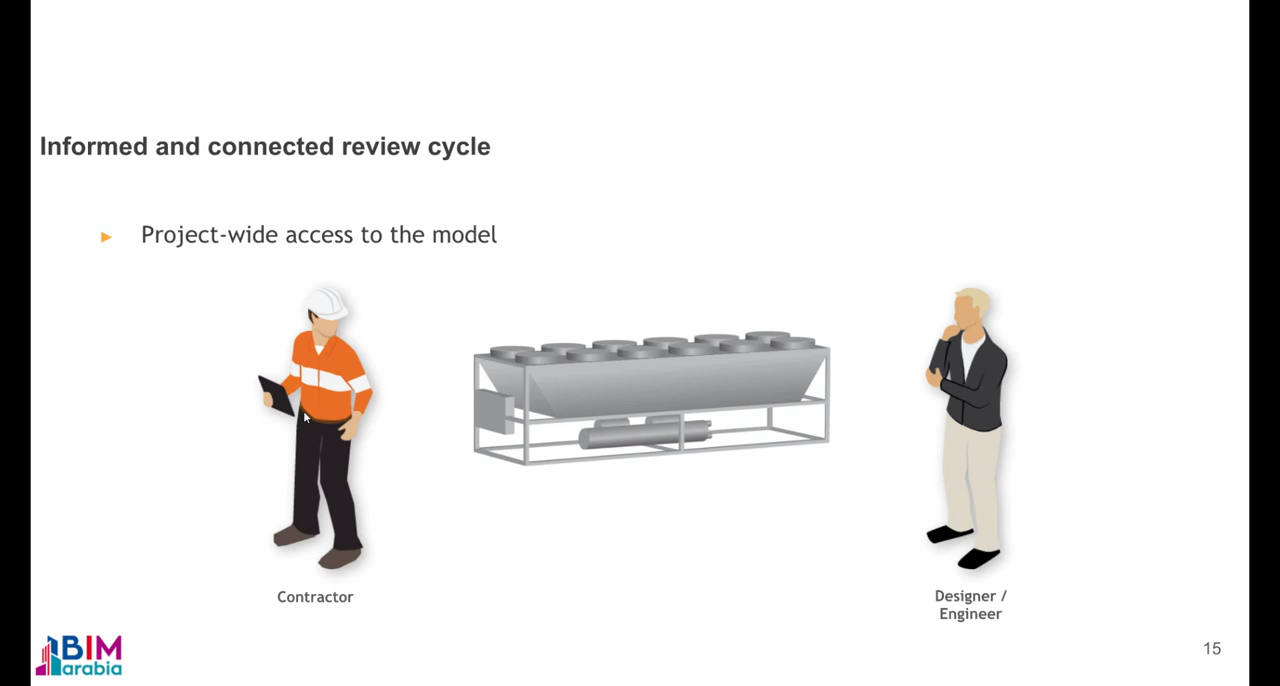 Informed and connected review cycle
► Project-wide access to the model
Contractor
Designer /
Engineer
BIM
arabia
15